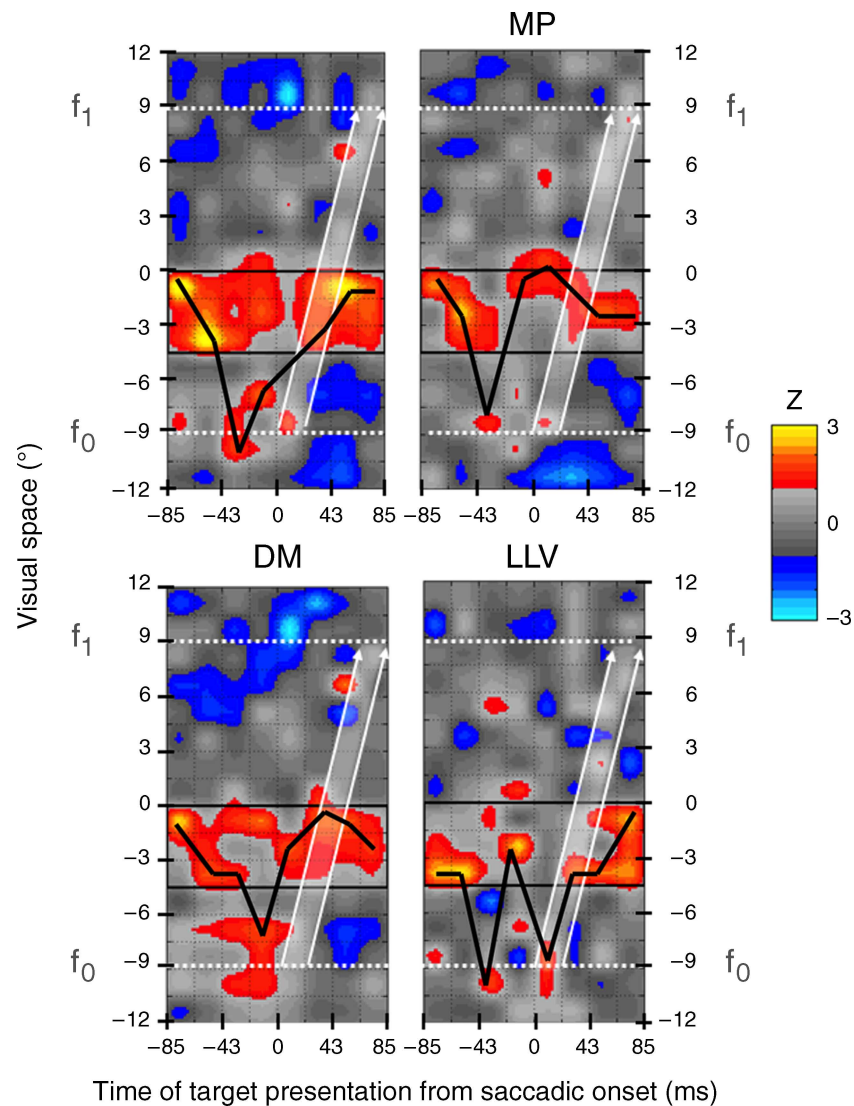 MP
12 12
f1 9 9 f1
6 6
3 3
0 0
−3 −3
−6 −6
f0 −9 −9 f0
−12 −12
−85 −43 0 43 85 −85 −43 0 43 85
Z
3
0
−3
Visual space (°)
DM LLV
12 12
f1 9 9 f1
6 6
3 3
0 0
−3 −3
−6 −6
f0 −9 −9 f0
−12 −12
−85 −43 0 43 85 −85 −43 0 43 85
Time of target presentation from saccadic onset (ms)